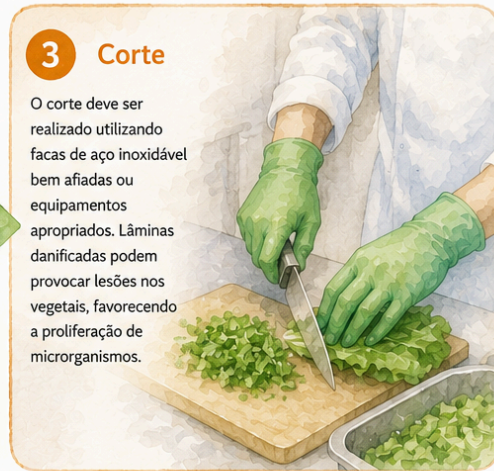 3 Corte
O corte deve ser
realizado utilizando
facas de aço inoxidável
bem afiadas ou
equipamentos
apropriados. Lâminas
danificadas podem
provocar lesões nos
vegetais, favorecendo
a proliferação de
microrganismos.